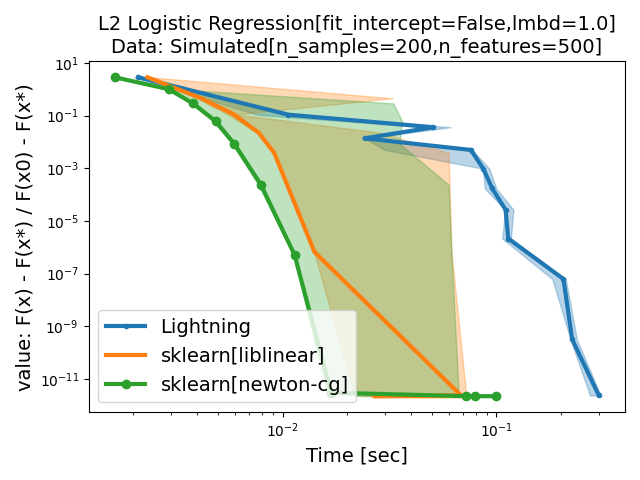 L2 Logistic Regression[fit_intercept=False,lmbd=1.0]
Data: Simulated[n_samples=200,n_features=500]
value: F(x) - F(x*) / F(x0) - F(x*)
10¹
10⁻¹
10⁻³
10⁻⁵
10⁻⁷
10⁻⁹
10⁻¹¹
Lightning
sklearn[liblinear]
sklearn[newton-cg]
10⁻² 10⁻¹
Time [sec]